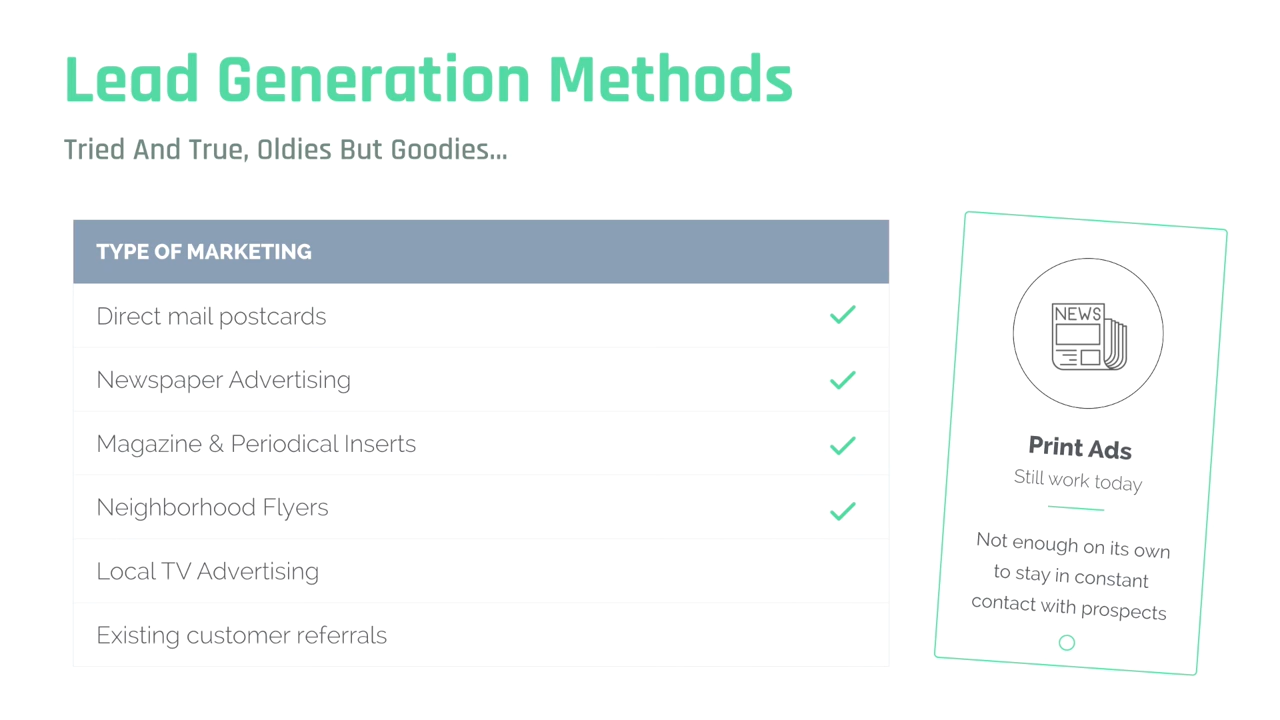 Lead Generation Methods
Tried And True, Oldies But Goodies...
TYPE OF MARKETING
Direct mail postcards
Newspaper Advertising
Magazine & Periodical Inserts
Neighborhood Flyers
Local TV Advertising
Existing customer referrals
NEWS
Print Ads
Still work today
Not enough on its own
to stay in constant
contact with prospects